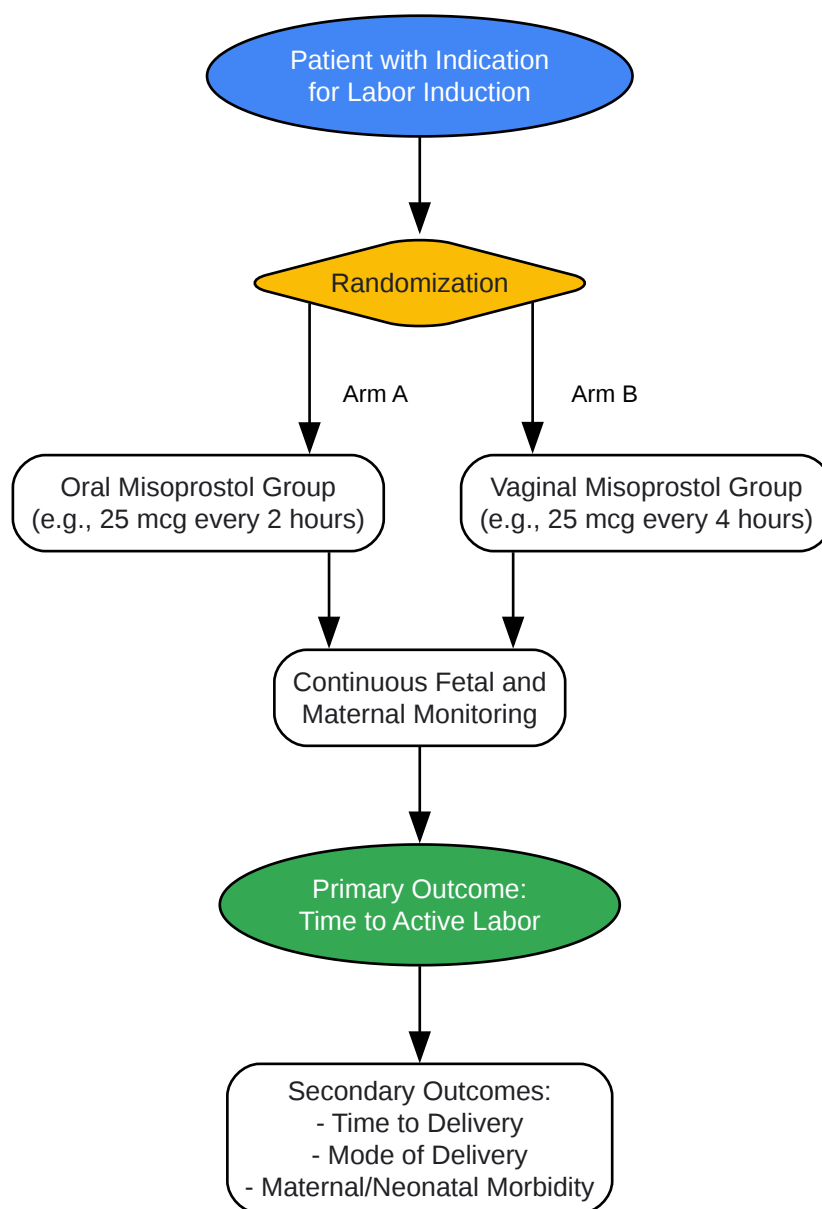 Patient with Indication
for Labor Induction
Randomization
Arm A
Arm B
Oral Misoprostol Group
(e.g., 25 mcg every 2 hours)
Vaginal Misoprostol Group
(e.g., 25 mcg every 4 hours)
Continuous Fetal and
Maternal Monitoring
Primary Outcome:
Time to Active Labor
Secondary Outcomes:
- Time to Delivery
- Mode of Delivery
- Maternal/Neonatal Morbidity